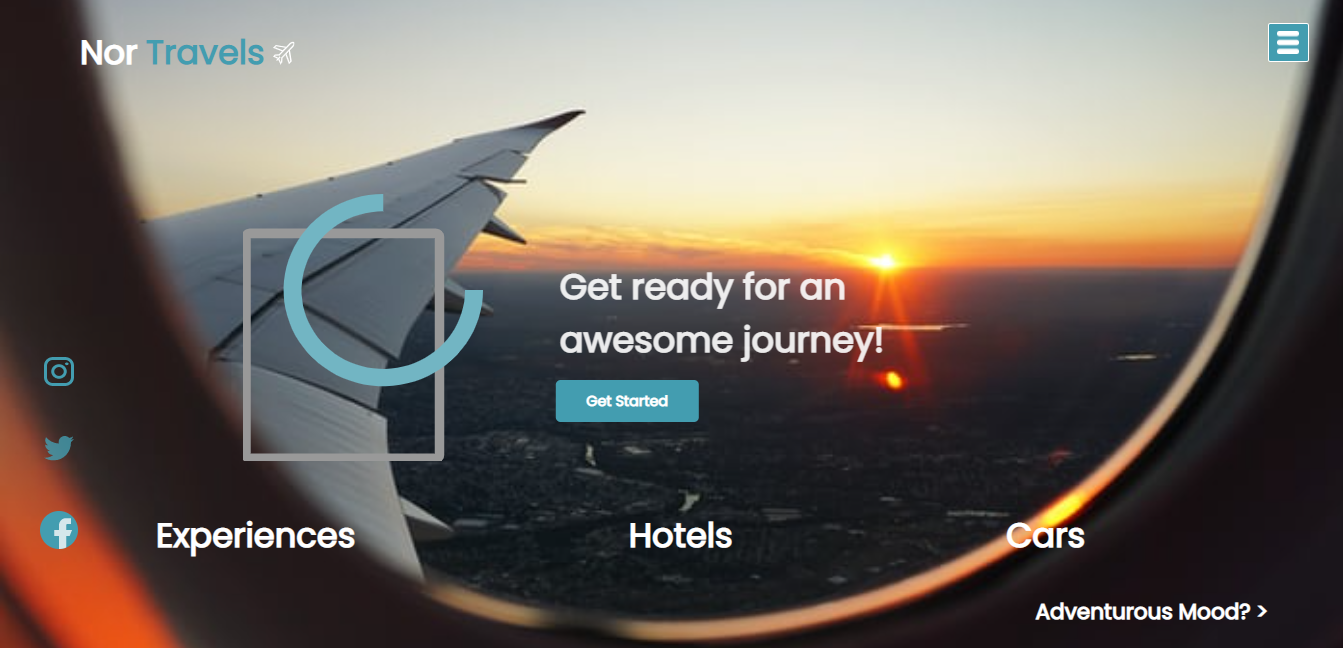 Nor Travels
Get ready for an
awesome journey!
Get Started
Experiences
Hotels
Cars
Adventurous Mood? >